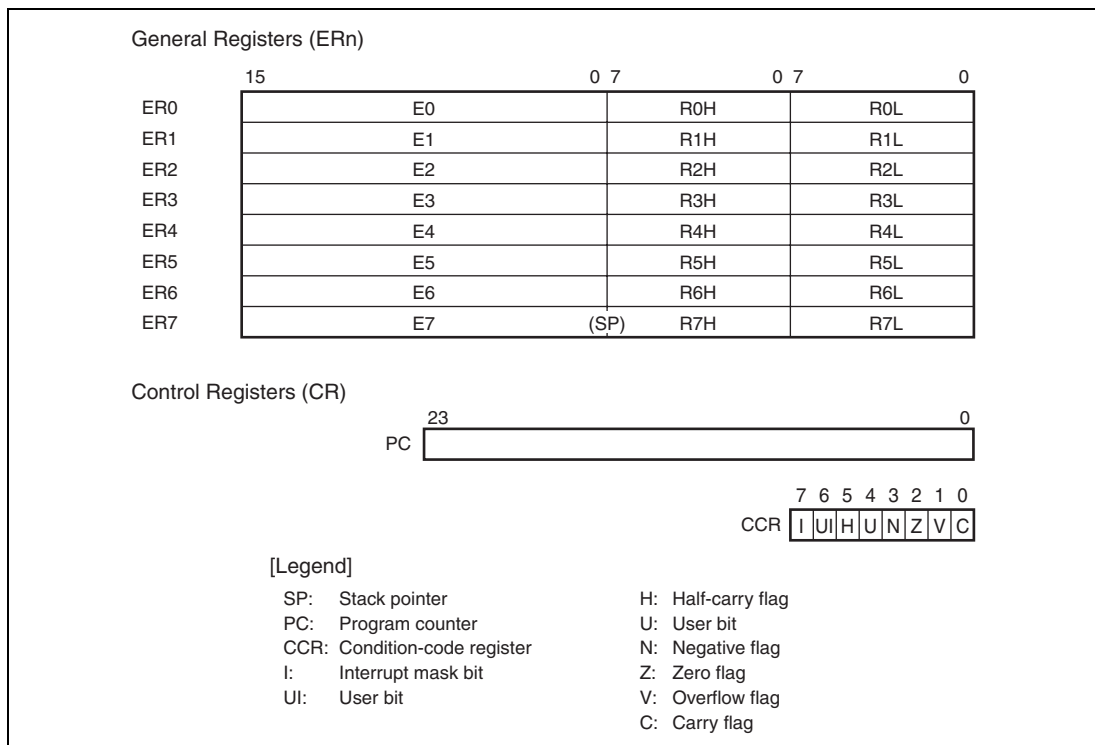 General Registers (ERn)
15 0 7 0 7 0
ER0 E0 R0H R0L
ER1 E1 R1H R1L
ER2 E2 R2H R2L
ER3 E3 R3H R3L
ER4 E4 R4H R4L
ER5 E5 R5H R5L
ER6 E6 R6H R6L
ER7 E7 (SP) R7H R7L
Control Registers (CR)
23 0
PC
7 6 5 4 3 2 1 0
CCR I UI H U N Z V C
[Legend]
SP: Stack pointer
PC: Program counter
CCR: Condition-code register
I: Interrupt mask bit
UI: User bit
H: Half-carry flag
U: User bit
N: Negative flag
Z: Zero flag
V: Overflow flag
C: Carry flag